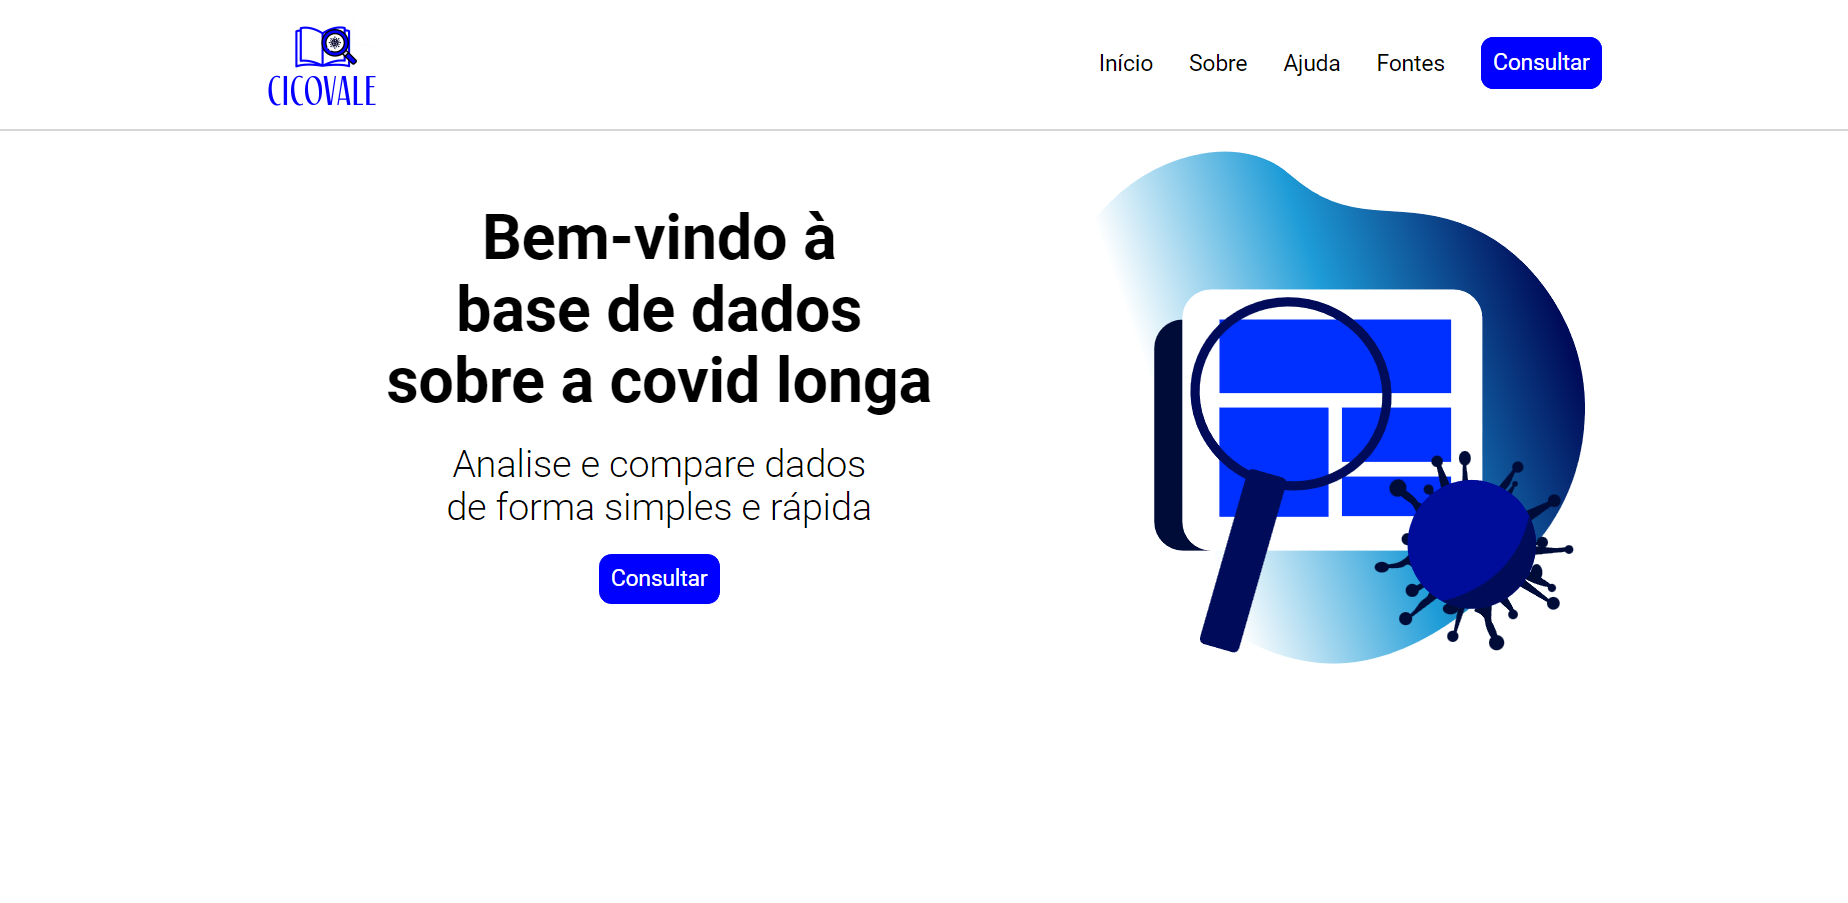 CICOVALE
Início Sobre Ajuda Fontes Consultar
Bem-vindo à
base de dados
sobre a covid longa
Analise e compare dados
de forma simples e rápida
Consultar